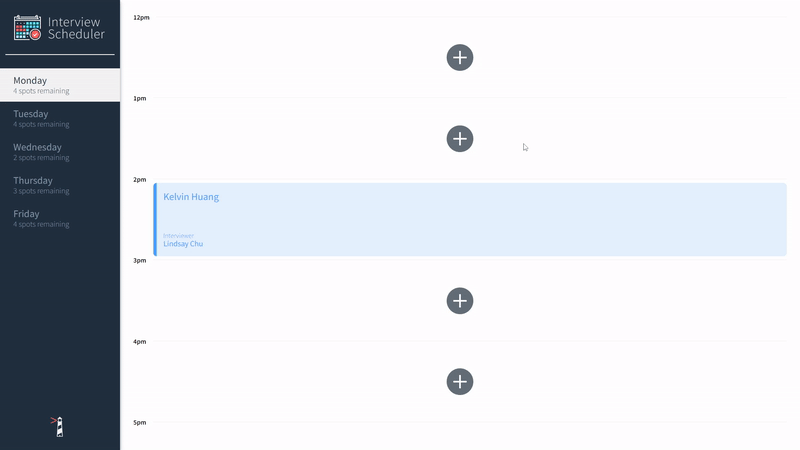 Interview
Scheduler
Monday
4 spots remaining
Tuesday
4 spots remaining
Wednesday
2 spots remaining
Thursday
3 spots remaining
Friday
4 spots remaining
12pm
1pm
2pm
Kelvin Huang
Interviewer
Lindsay Chu
3pm
4pm
5pm